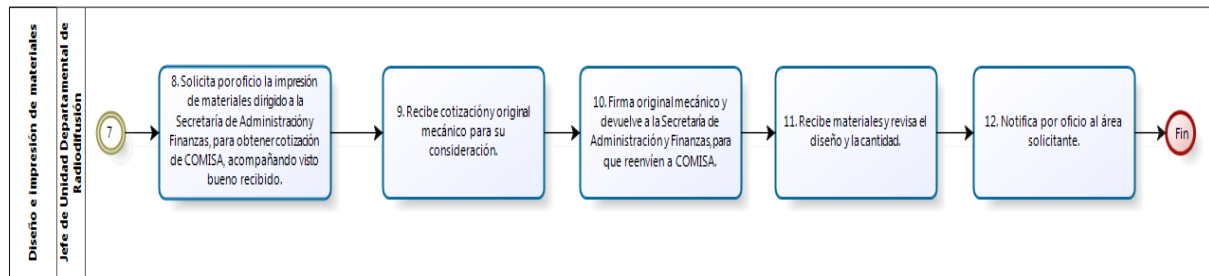 Diseño e Impresión de materiales
Jefe de Unidad Departamental de
Radiodifusión
7
8. Solicita por oficio la impresión
de materiales dirigido a la
Secretaría de Administración y
Finanzas, para obtener cotización
de COMISA, acompañando visto
bueno recibido.
9. Recibe cotización y original
mecánico para su
consideración.
10. Firma original mecánico y
devuelve a la Secretaría de
Administración y Finanzas, para
que reenvíen a COMISA.
11. Recibe materiales y revisa el
diseño y la cantidad.
12. Notifica por oficio al área
solicitante.
Fin